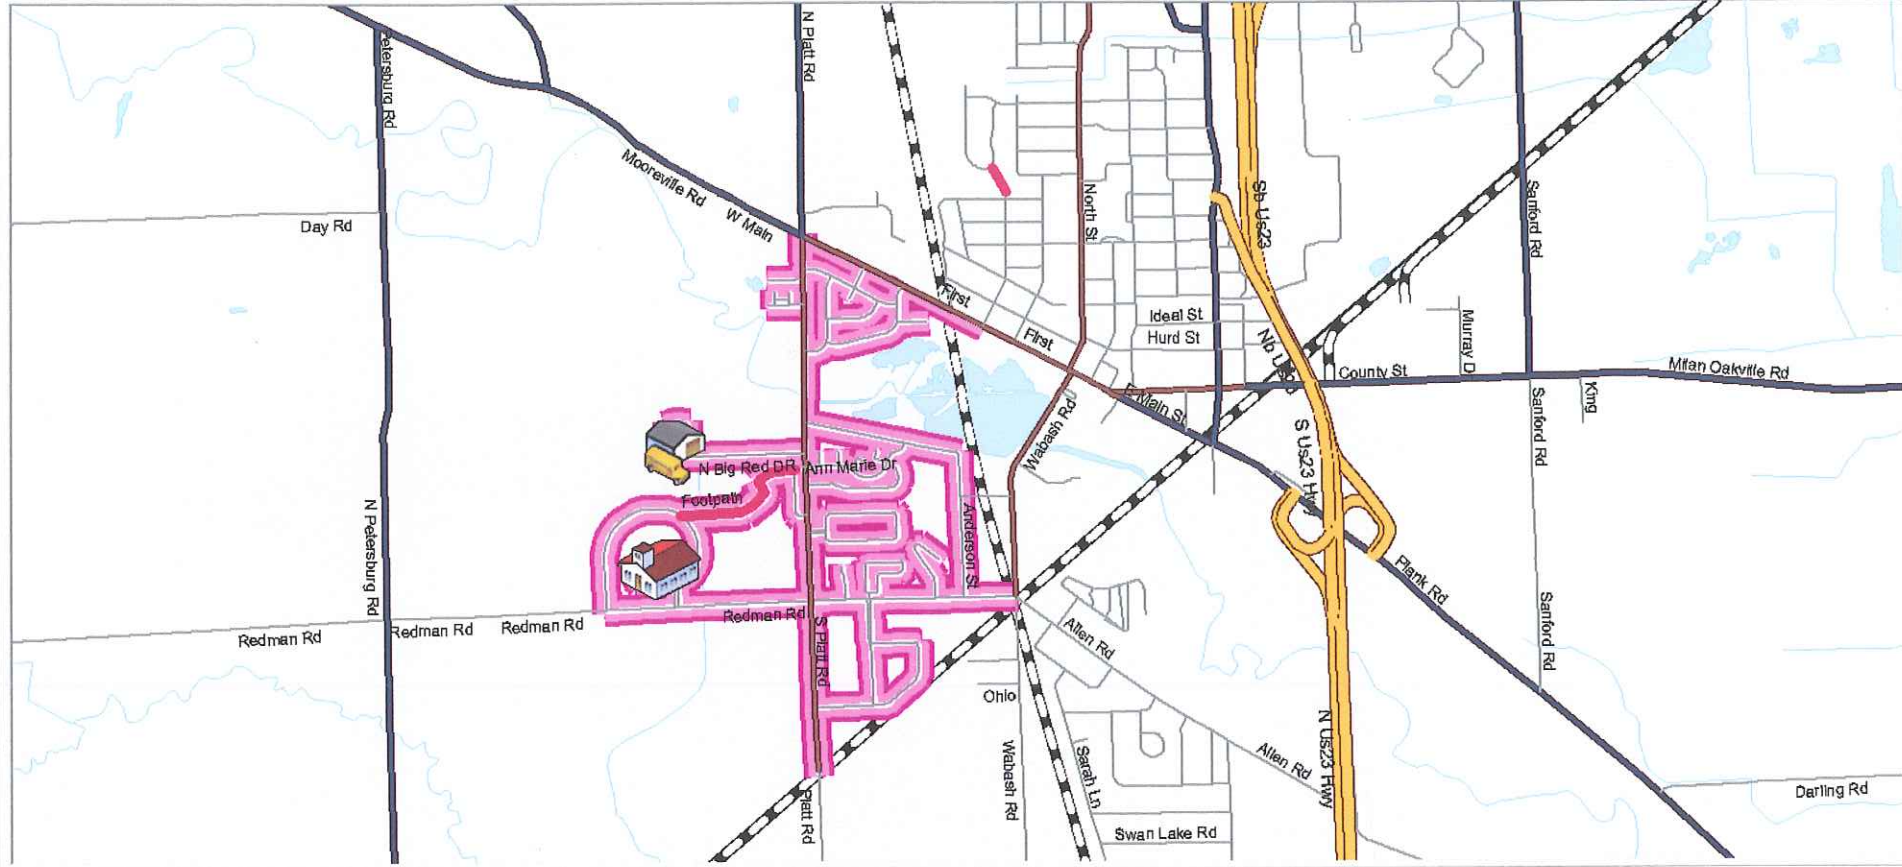 Petersburg Rd
N Platt Rd
Mooreville Rd
W Main
Day Rd
North St
Sb Us23
Sanford Rd
First
First
Ideal St
Hurd St
Murray D
Nb Us23
County St
Milan Oakville Rd
King
E Main St
Wabash Rd
S Us23 Hwy
Sanford Rd
N Big Red DR
Ann Marie Dr
Footpath
Anderson St
N Petersburg Rd
Plank Rd
Redman Rd
Redman Rd
Redman Rd
Redman Rd
S Platt Rd
Allen Rd
Sanford Rd
Ohio
N Us23 Hwy
Wabash Rd
Sarah Ln
Allen Rd
Platt Rd
Swan Lake Rd
Darling Rd